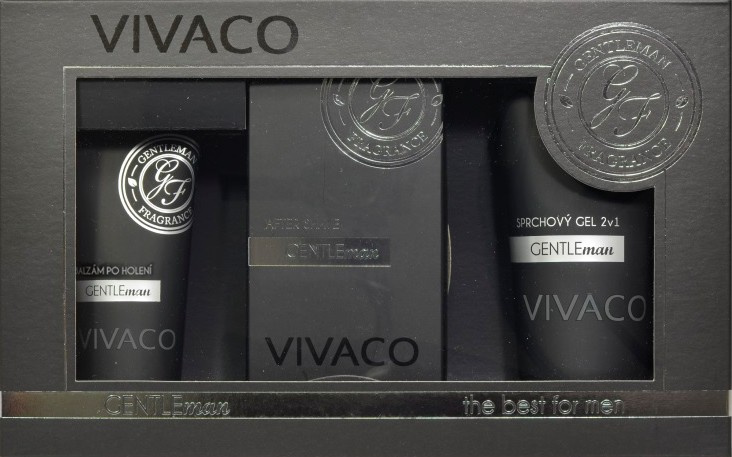 VIVACO
GENTLEMAN
GF
FRAGRANCE
GENTLEMAN
GF
FRAGRANCE
BALZÁM PO HOLENÍ
GENTLEman
VIVACO
GF
FRAGRANCE
AFTER SHAVE
GENTLEman
VIVACO
SPRCHOVÝ GEL 2v1
GENTLEman
VIVACO
GENTLEman
the best for men